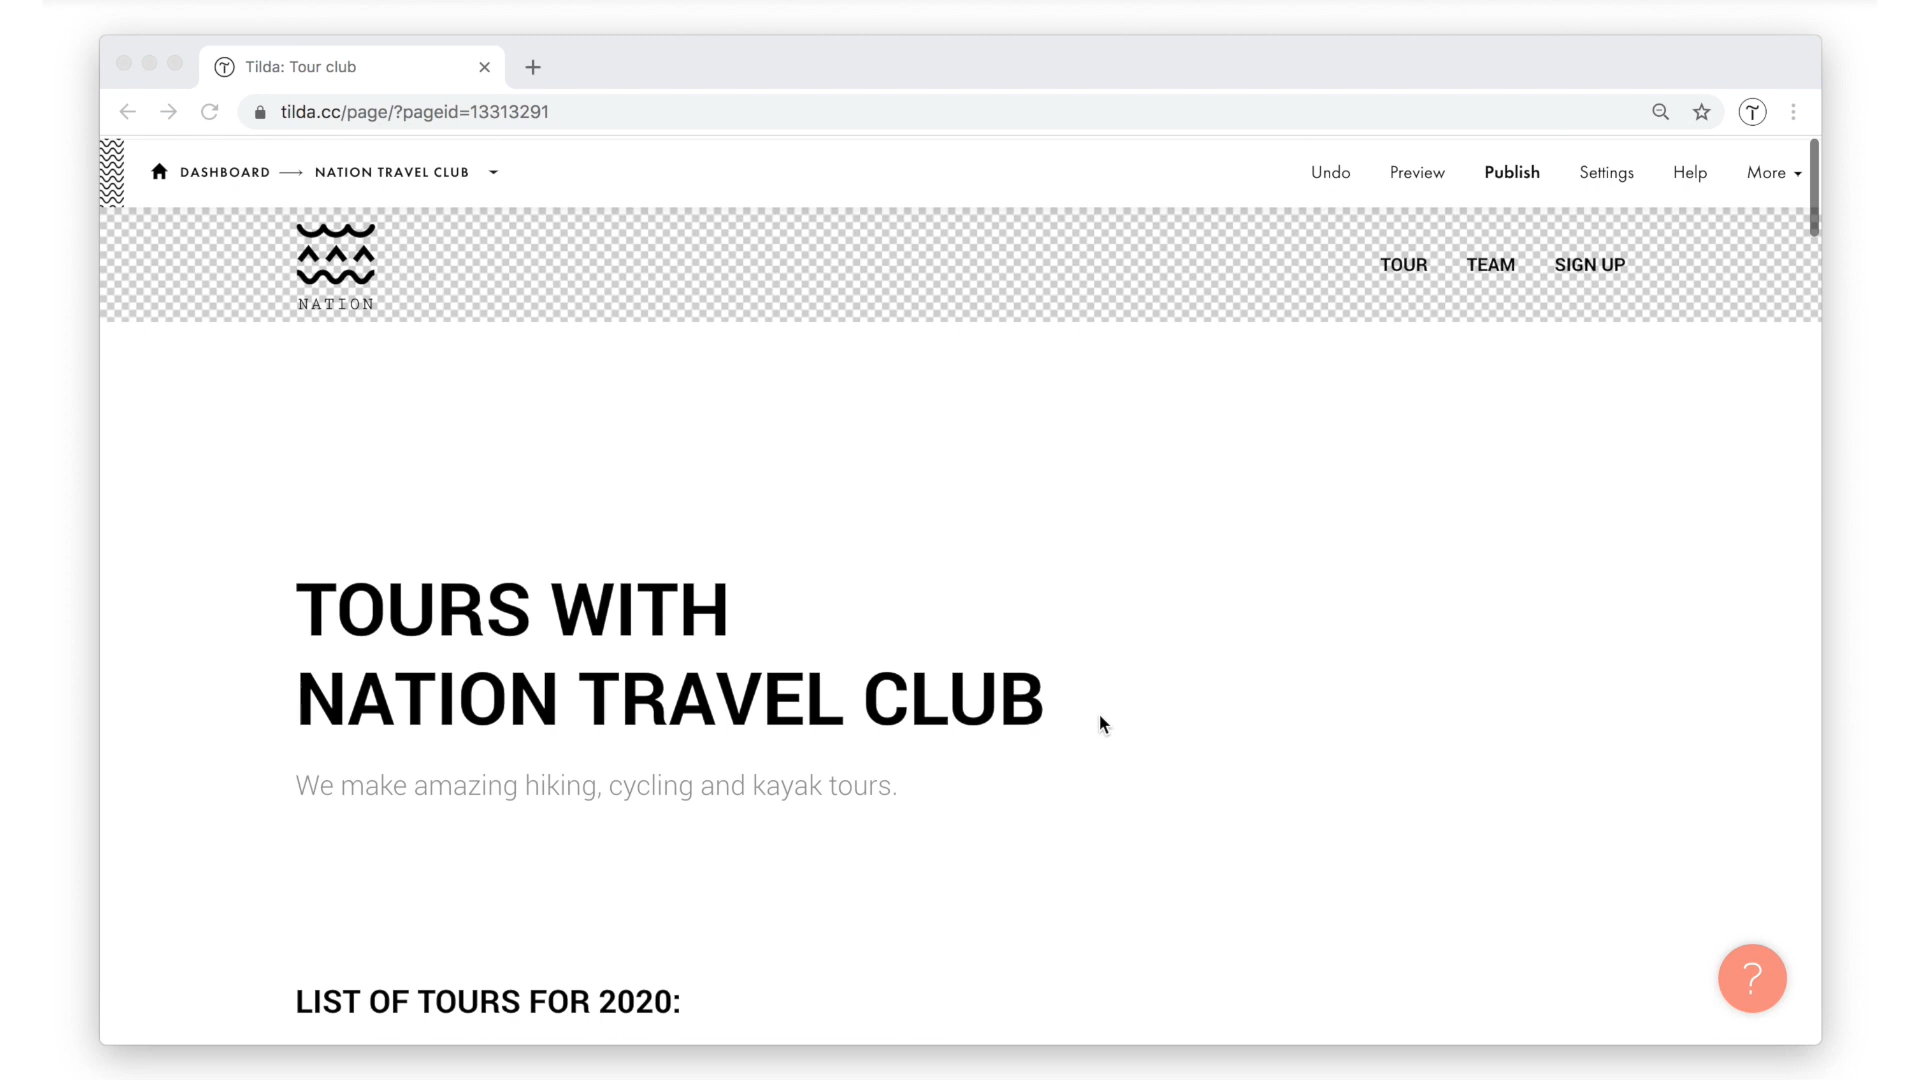 Tilda: Tour club
tilda.cc/page/?pageid=13313291
DASHBOARD → NATION TRAVEL CLUB
Undo Preview Publish Settings Help More
NATION
TOUR TEAM SIGN UP
TOURS WITH
NATION TRAVEL CLUB
We make amazing hiking, cycling and kayak tours.
LIST OF TOURS FOR 2020:
?